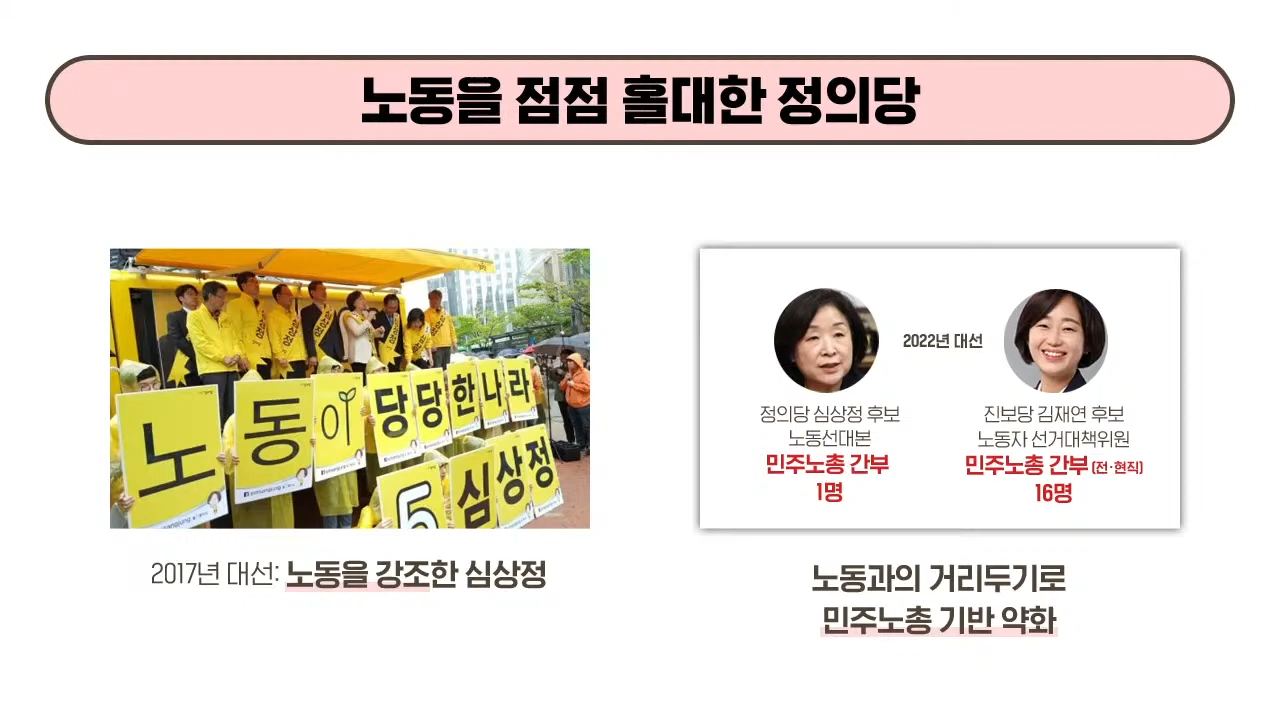 노동을 점점 홀대한 정의당
노동이 당당한 나라
5 심상정
2017년 대선: 노동을 강조한 심상정
2022년 대선
정의당 심상정 후보
노동선대본
민주노총 간부
1명
진보당 김재연 후보
노동자 선거대책위원
민주노총 간부 (전·현직)
16명
노동과의 거리두기로
민주노총 기반 약화